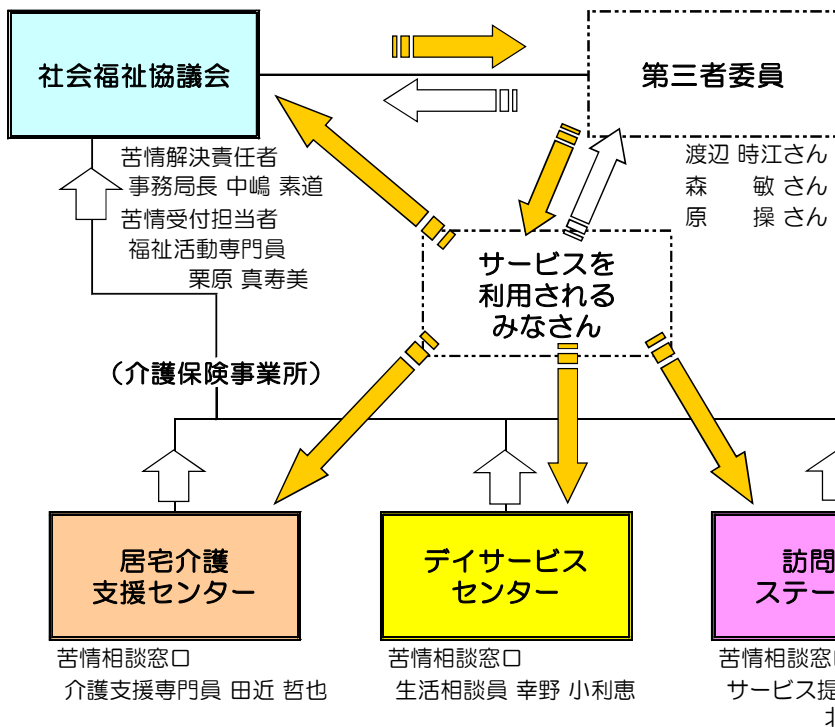 社会福祉協議会
第三者委員
苦情解決責任者
事務局長 中嶋 素道
苦情受付担当者
福祉活動専門員
栗原 真寿美
渡辺 時江さん
森　　敏 さん
原　　操 さん
サービスを
利用される
みなさん
（介護保険事業所）
居宅介護
支援センター
デイサービス
センター
訪問
ステー
苦情相談窓口
介護支援専門員 田近 哲也
苦情相談窓口
生活相談員 幸野 小利恵
苦情相談窓
サービス提